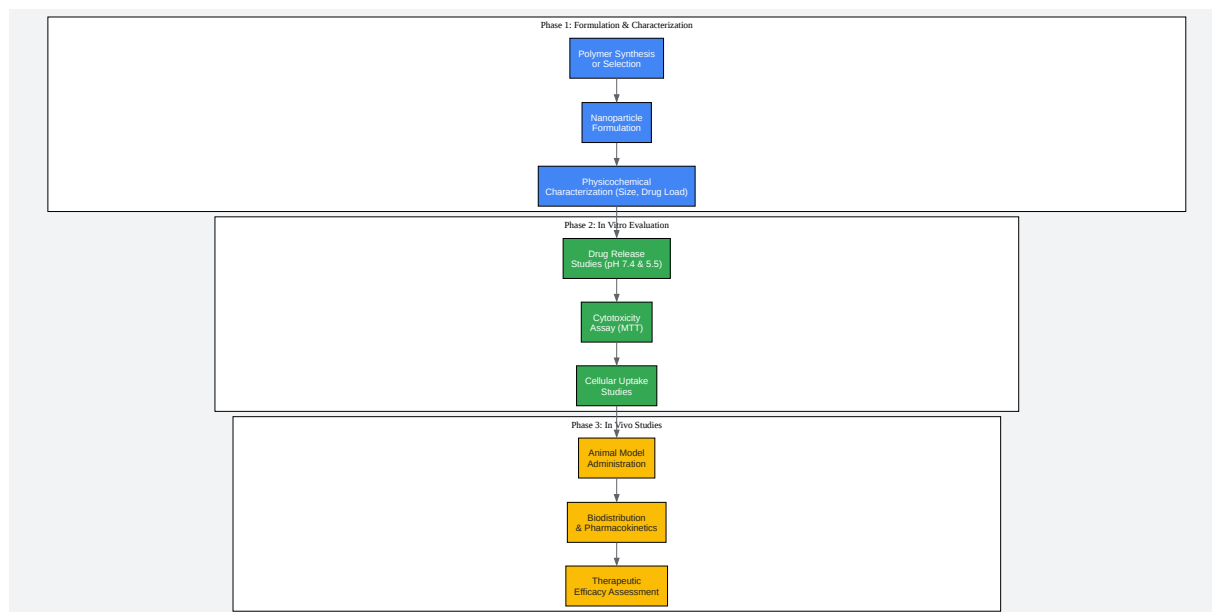 Phase 1: Formulation & Characterization
Polymer Synthesis
or Selection
Nanoparticle
Formulation
Physicochemical
Characterization (Size, Drug Load)
Phase 2: In Vitro Evaluation
Drug Release
Studies (pH 7.4 & 5.5)
Cytotoxicity
Assay (MTT)
Cellular Uptake
Studies
Phase 3: In Vivo Studies
Animal Model
Administration
Biodistribution
& Pharmacokinetics
Therapeutic
Efficacy Assessment